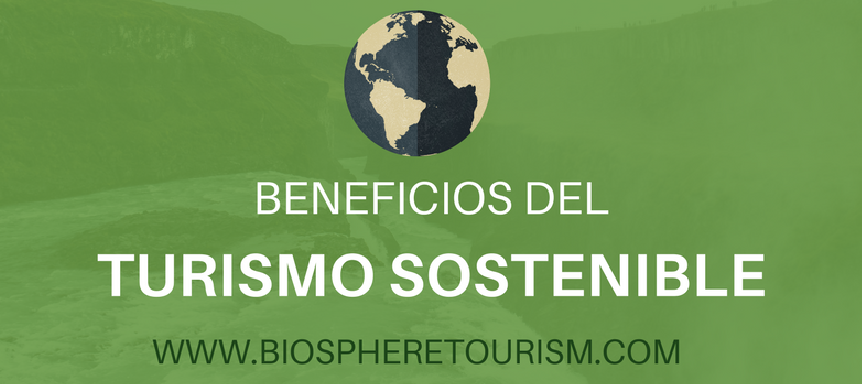 BENEFICIOS DEL
TURISMO SOSTENIBLE
WWW.BIOSPHERETOURISM.COM